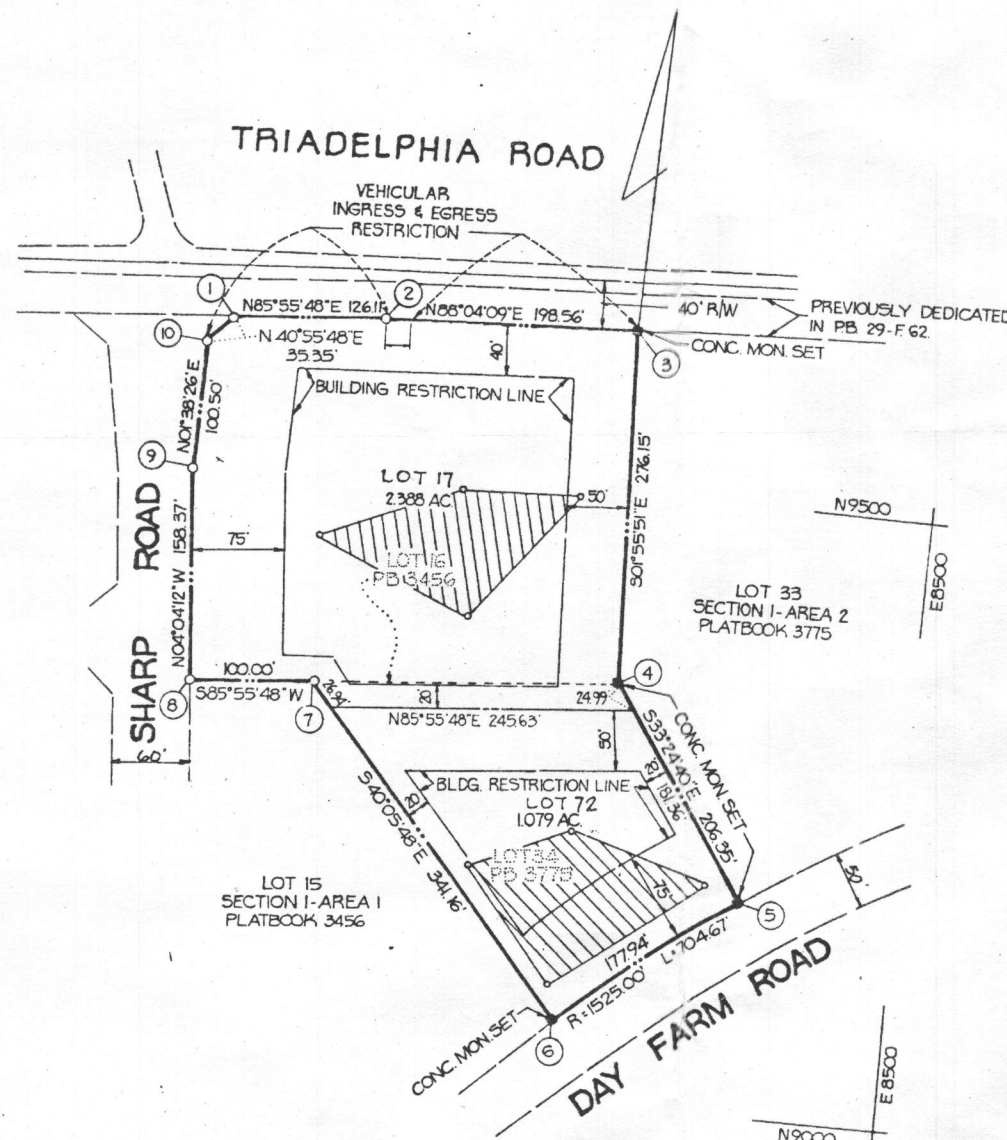 TRIADELPHIA ROAD
VEHICULAR
INGRESS & EGRESS
RESTRICTION
1
N85°55'48"E 126.11'
2
N88°04'09"E 198.56'
40' R/W
PREVIOUSLY DEDICATED
IN P.B. 29-F. 62.
10
N 40°55'48"E
35.35'
3
CONC. MON. SET
40'
BUILDING RESTRICTION LINE
N01°38'26"E
100.50'
9
LOT 17
2.388 AC.
50'
S01°55'51"E 276.15'
N9500
E8500
SHARP ROAD
N04°04'12"W 158.37'
75'
LOT 16
PB 3456
LOT 33
SECTION 1-AREA 2
PLATBOOK 3775
100.00'
S85°55'48"W
8
7
26.94'
20'
24.99
4
N85°55'48"E 245.63'
60'
50'
CONC. MON. SET
S33°24'40"E 206.35'
20'
181.36'
BLDG. RESTRICTION LINE
LOT 72
1.079 AC.
S 40°05'48"E 341.16'
20'
LOT 34
PB 3775
75'
LOT 15
SECTION 1-AREA 1
PLATBOOK 3456
5
50'
177.94'
L=704.67'
R=1525.00'
CONC. MON. SET
6
DAY FARM ROAD
E 8500
N9000